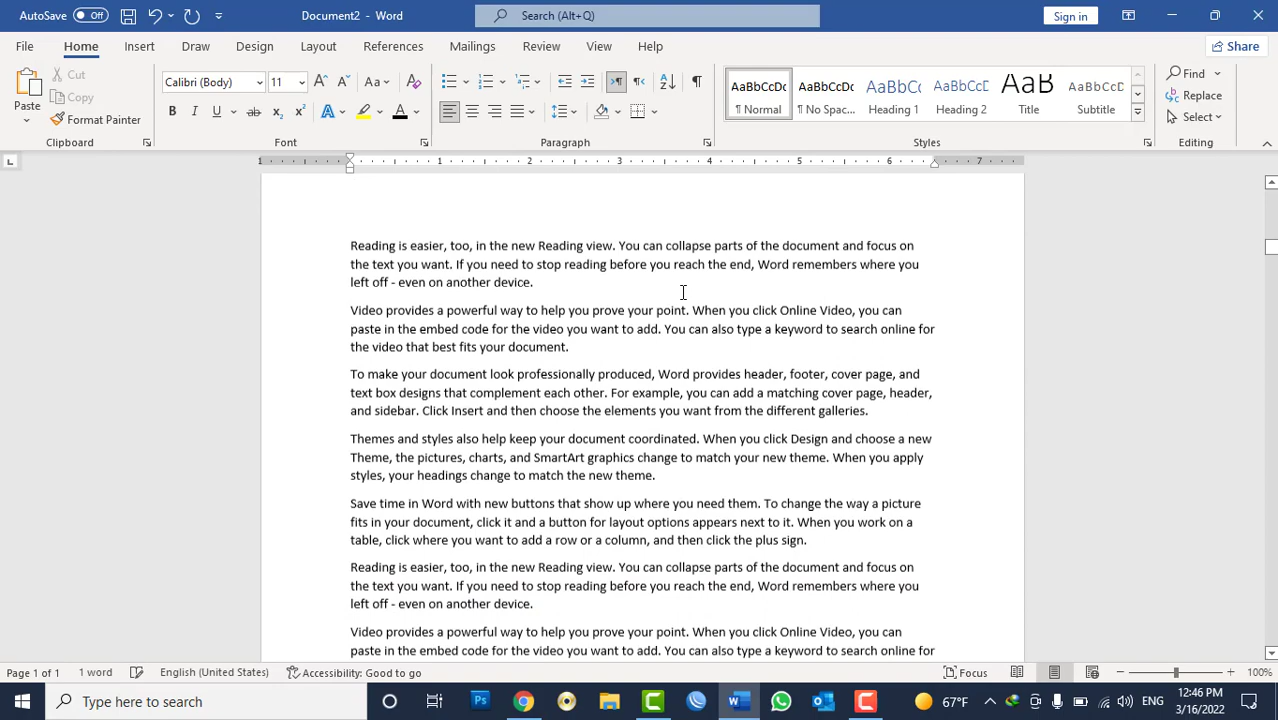 AutoSave Off Document2 - Word Search (Alt+Q) Sign in
File Home Insert Draw Design Layout References Mailings Review View Help Share
Paste Cut Copy Format Painter
Clipboard
Calibri (Body) 11 Aa
B I U ab x₂ x² A A
Font
Paragraph
AaBbCcDc ¶ Normal
AaBbCcDc ¶ No Spac...
AaBbCc Heading 1
AaBbCcD Heading 2
AaB Title
AaBbCcD Subtitle
Styles
Find
Replace
Select
Editing
1 1 2 3 4 5 6 7
Reading is easier, too, in the new Reading view. You can collapse parts of the document and focus on
the text you want. If you need to stop reading before you reach the end, Word remembers where you
left off - even on another device.
Video provides a powerful way to help you prove your point. When you click Online Video, you can
paste in the embed code for the video you want to add. You can also type a keyword to search online for
the video that best fits your document.
To make your document look professionally produced, Word provides header, footer, cover page, and
text box designs that complement each other. For example, you can add a matching cover page, header,
and sidebar. Click Insert and then choose the elements you want from the different galleries.
Themes and styles also help keep your document coordinated. When you click Design and choose a new
Theme, the pictures, charts, and SmartArt graphics change to match your new theme. When you apply
styles, your headings change to match the new theme.
Save time in Word with new buttons that show up where you need them. To change the way a picture
fits in your document, click it and a button for layout options appears next to it. When you work on a
table, click where you want to add a row or a column, and then click the plus sign.
Reading is easier, too, in the new Reading view. You can collapse parts of the document and focus on
the text you want. If you need to stop reading before you reach the end, Word remembers where you
left off - even on another device.
Video provides a powerful way to help you prove your point. When you click Online Video, you can
paste in the embed code for the video you want to add. You can also type a keyword to search online for
Page 1 of 1 1 word English (United States) Accessibility: Good to go Focus 100%
Type here to search Ps 67°F ENG 12:46 PM
3/16/2022